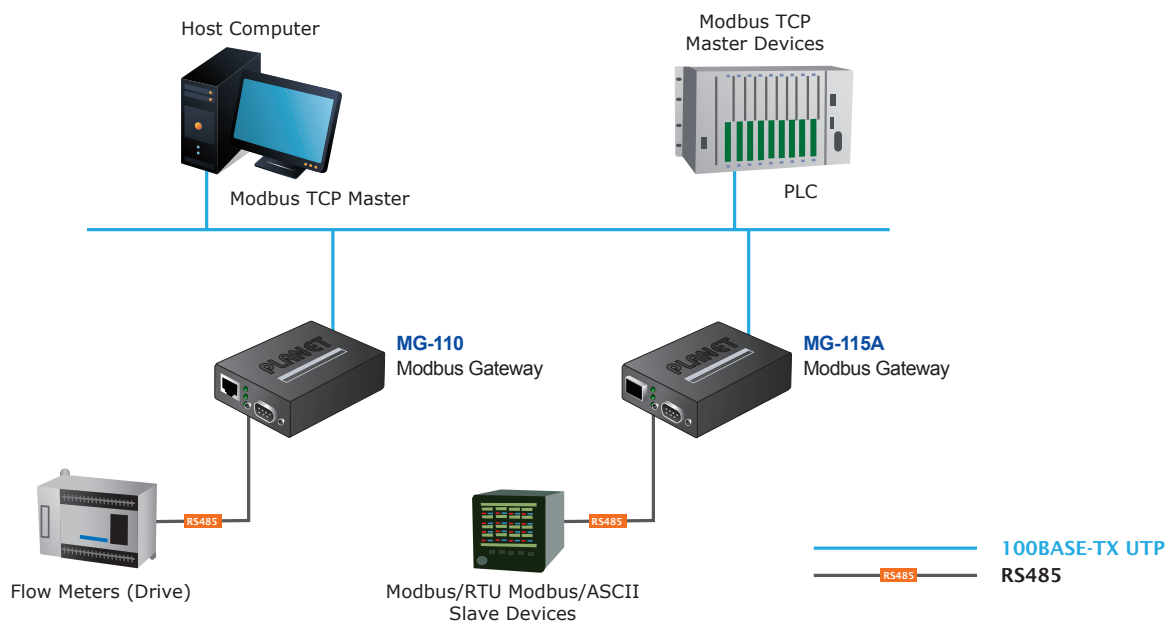 Host Computer
Modbus TCP
Master Devices
Modbus TCP Master
PLC
PLANET
MG-110
Modbus Gateway
PLANET
MG-115A
Modbus Gateway
RS485
RS485
Flow Meters (Drive)
Modbus/RTU Modbus/ASCII
Slave Devices
100BASE-TX UTP
RS485
RS485